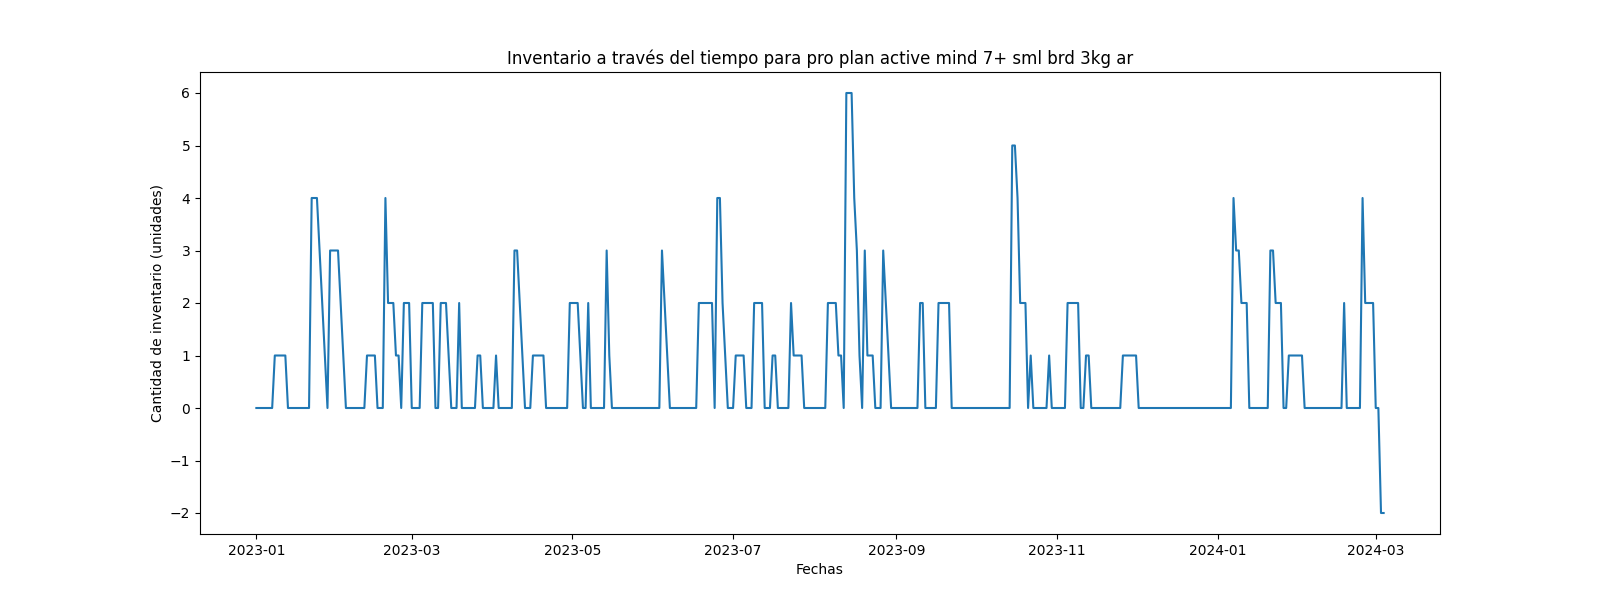 Inventario a través del tiempo para pro plan active mind 7+ sml brd 3kg ar
Cantidad de inventario (unidades)
6
5
4
3
2
1
0
−1
−2
2023-01 2023-03 2023-05 2023-07 2023-09 2023-11 2024-01 2024-03
Fechas